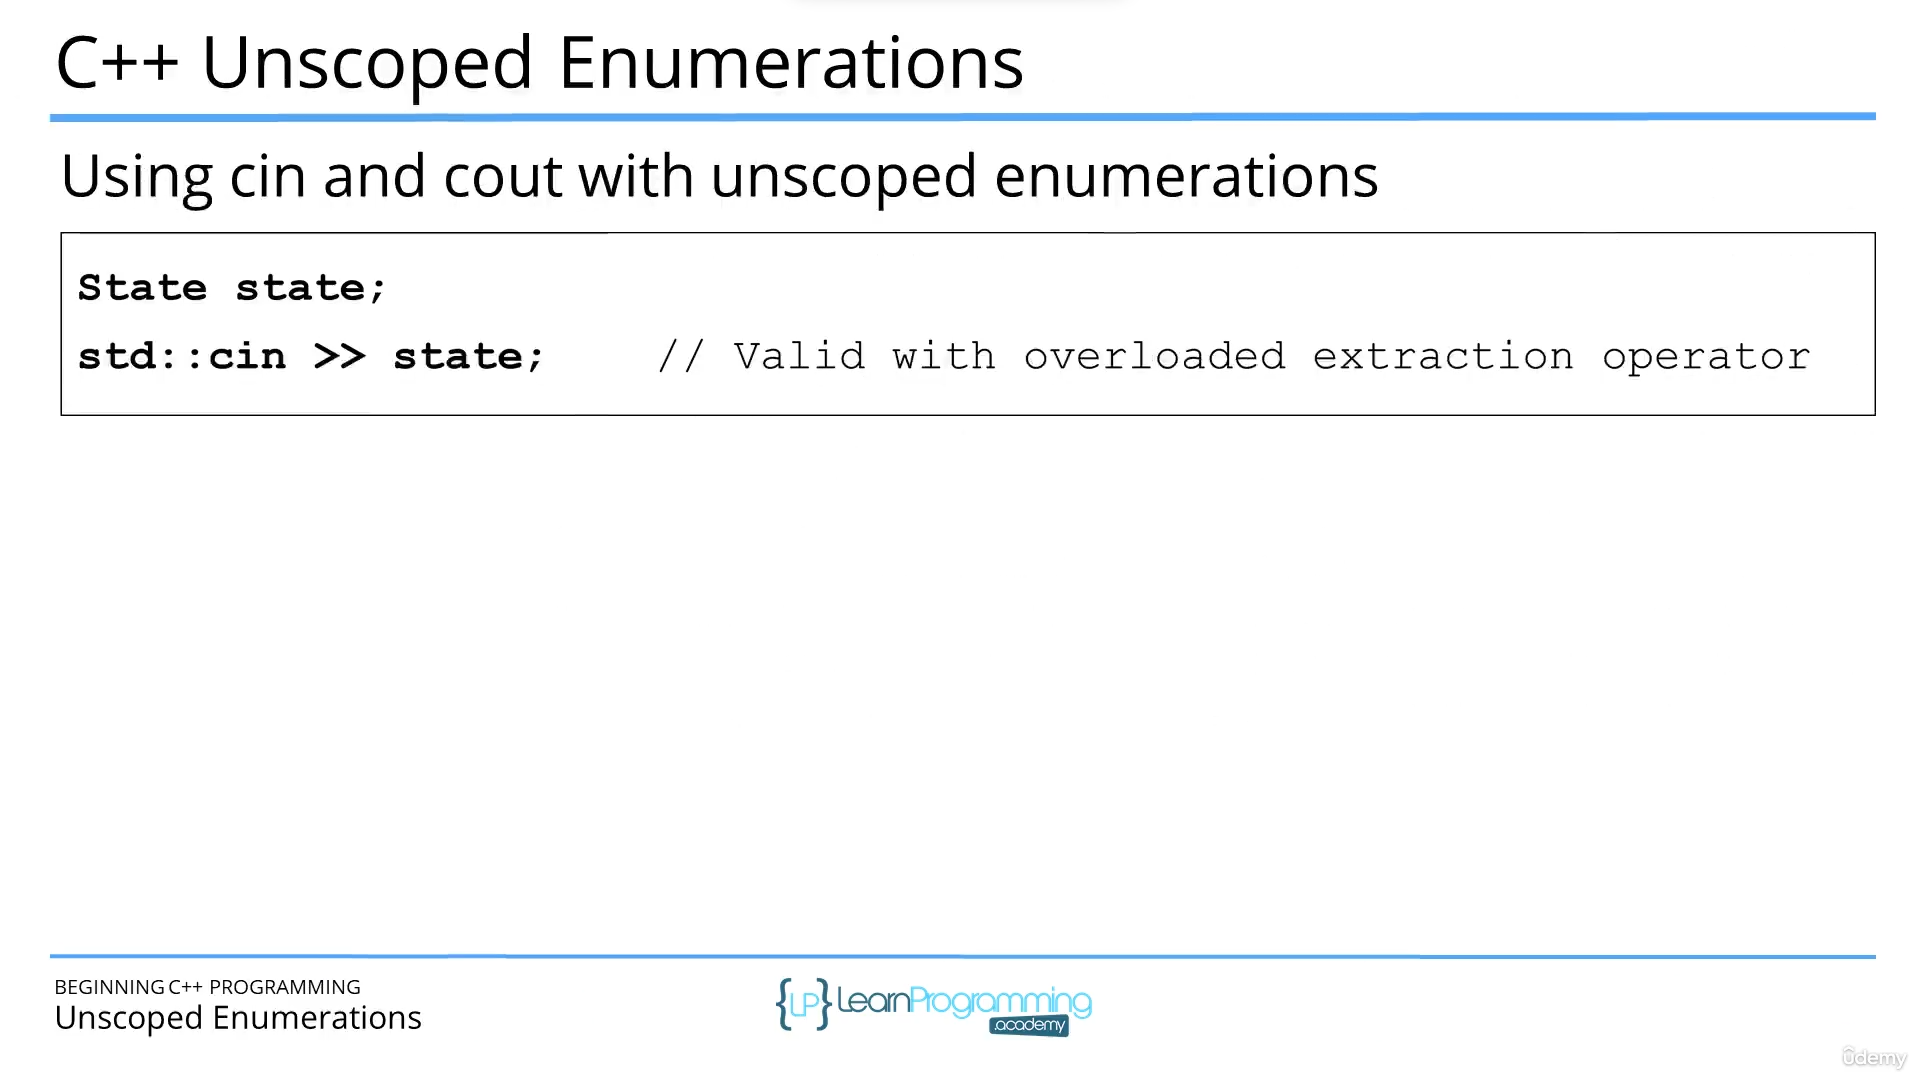 C++ Unscoped Enumerations
Using cin and cout with unscoped enumerations
State state;
std::cin >> state; // Valid with overloaded extraction operator
BEGINNING C++ PROGRAMMING
Unscoped Enumerations
{LP} LearnProgramming
.academy
ûdemy